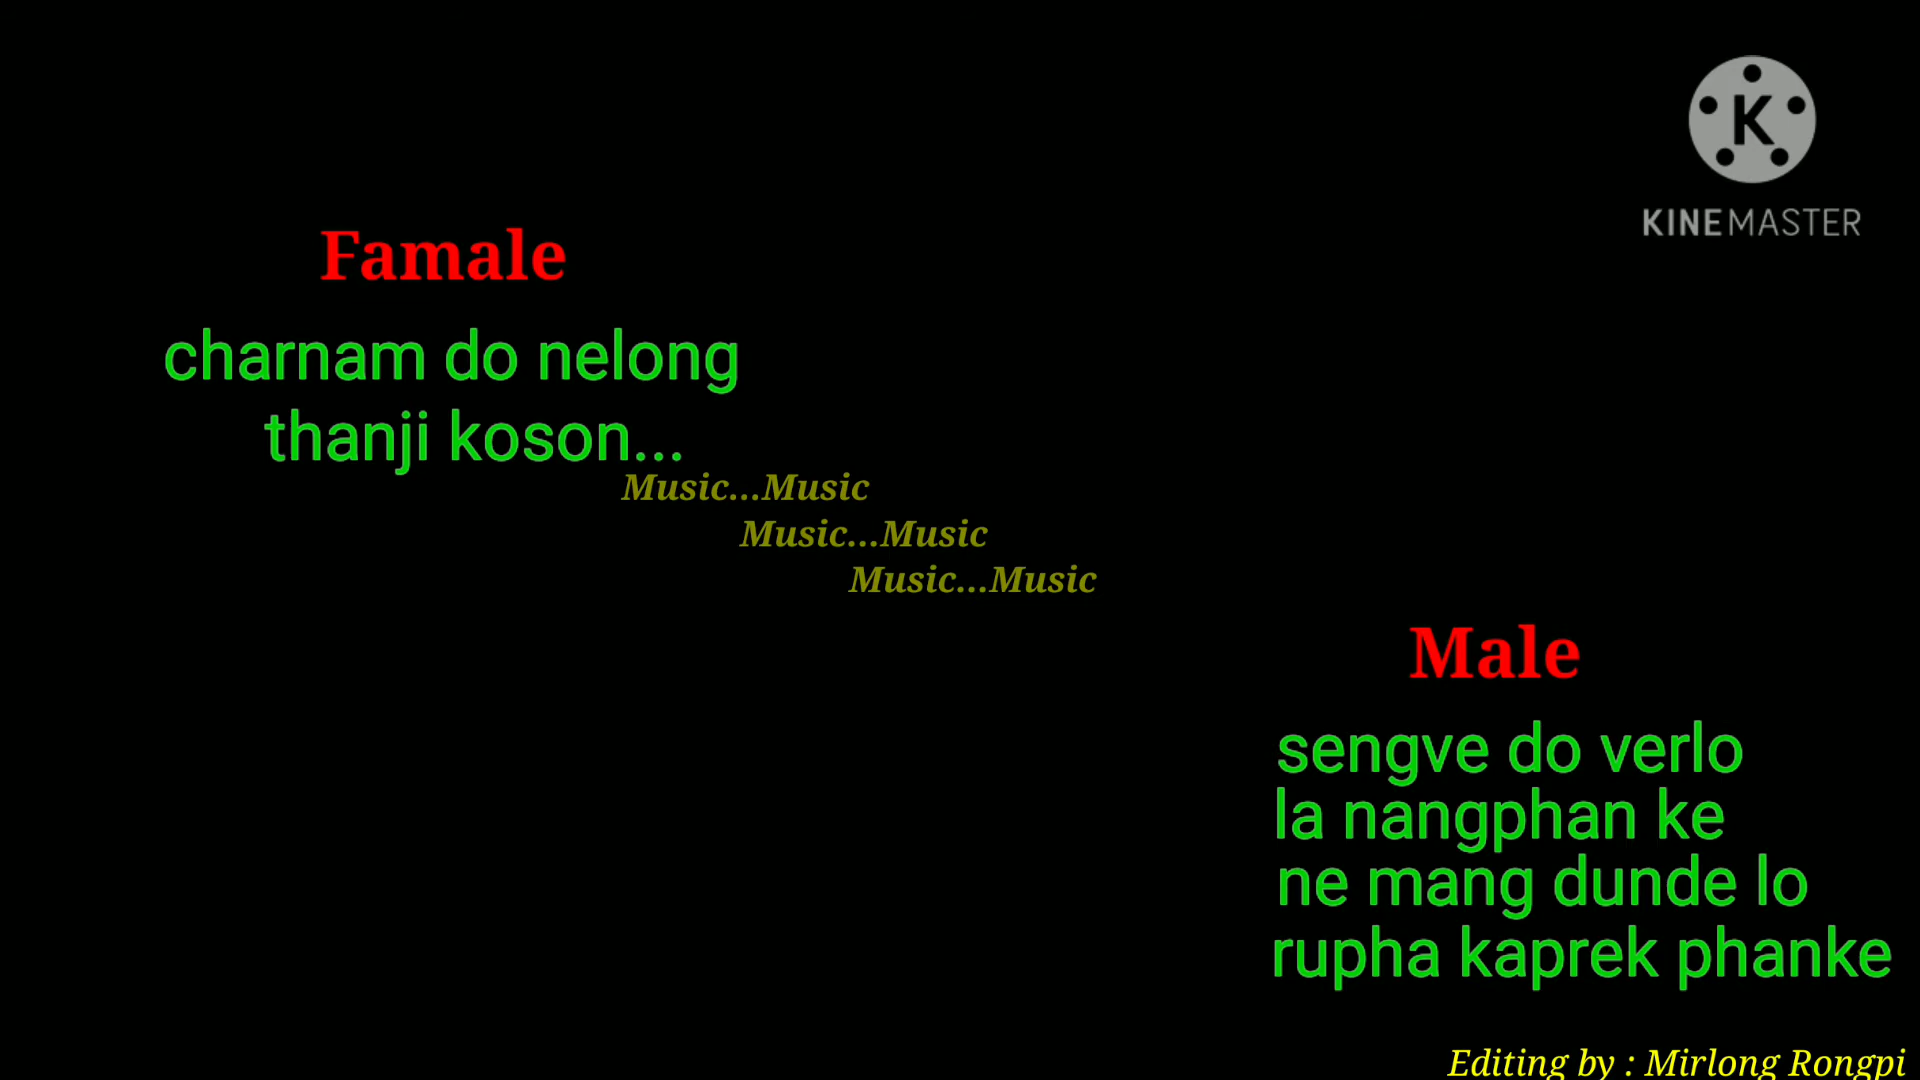 K
KINEMASTER
Famale
charnam do nelong
thanji koson...
Music...Music
Music...Music
Music...Music
Male
sengve do verlo
la nangphan ke
ne mang dunde lo
rupha kaprek phanke
Editing by : Mirlong Rongpi